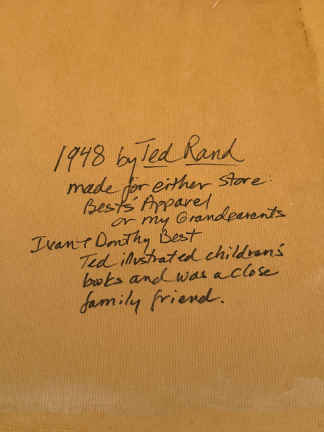 1948 by Ted Rand
made for either Store:
Bests' Apparel
or my Grandparents
Ivan & Dorothy Best
Ted illustrated children's
books and was a close
family friend.